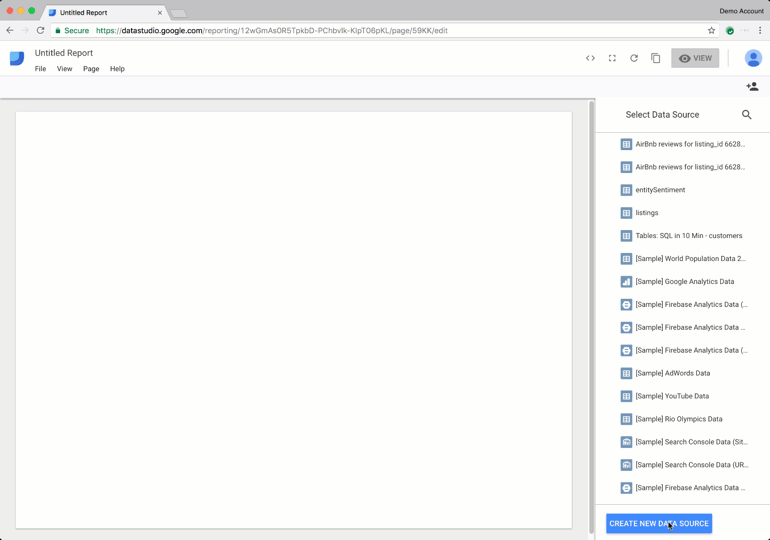 Untitled Report
Demo Account
Secure
https://datastudio.google.com/reporting/12wGmAs0R5TpkbD-PChbvlk-KlpT06pKL/page/59KK/edit
Untitled Report
File View Page Help
VIEW
Select Data Source
AirBnb reviews for listing_id 6628...
AirBnb reviews for listing_id 6628...
entitySentiment
listings
Tables: SQL in 10 Min - customers
[Sample] World Population Data 2...
[Sample] Google Analytics Data
[Sample] Firebase Analytics Data (...
[Sample] Firebase Analytics Data ...
[Sample] Firebase Analytics Data (...
[Sample] AdWords Data
[Sample] YouTube Data
[Sample] Rio Olympics Data
[Sample] Search Console Data (Sit...
[Sample] Search Console Data (UR...
[Sample] Firebase Analytics Data ...
CREATE NEW DATA SOURCE